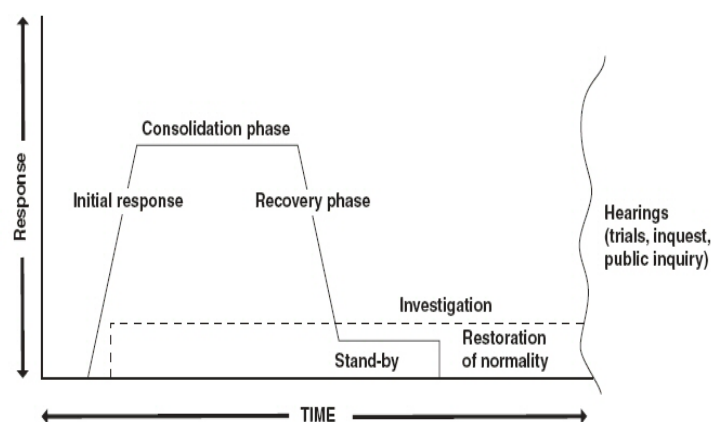 Response
Consolidation phase
Initial response
Recovery phase
Hearings
(trials, inquest,
public inquiry)
Investigation
Restoration
of normality
Stand-by
TIME